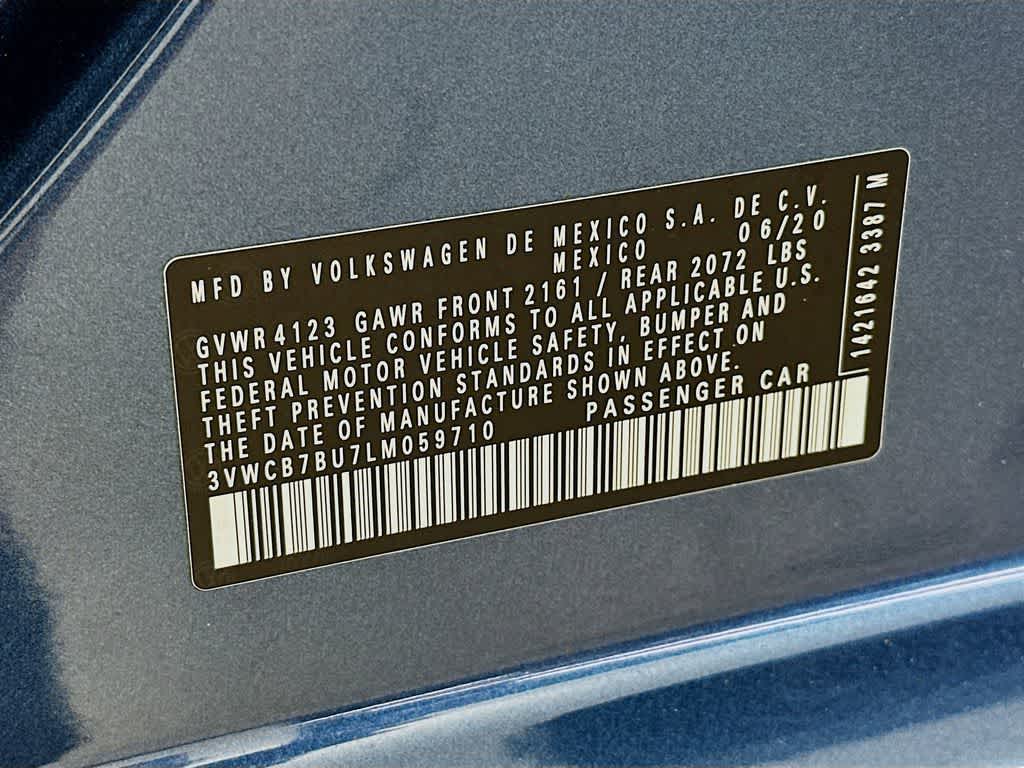 MFD BY VOLKSWAGEN DE MEXICO S.A. DE C.V.
MEXICO 06/20
GVWR 4123 GAWR FRONT 2161 / REAR 2072 LBS
THIS VEHICLE CONFORMS TO ALL APPLICABLE U.S.
FEDERAL MOTOR VEHICLE SAFETY, BUMPER AND
THEFT PREVENTION STANDARDS IN EFFECT ON
THE DATE OF MANUFACTURE SHOWN ABOVE.
3VWCB7BU7LM059710 PASSENGER CAR
1421642 3387 M